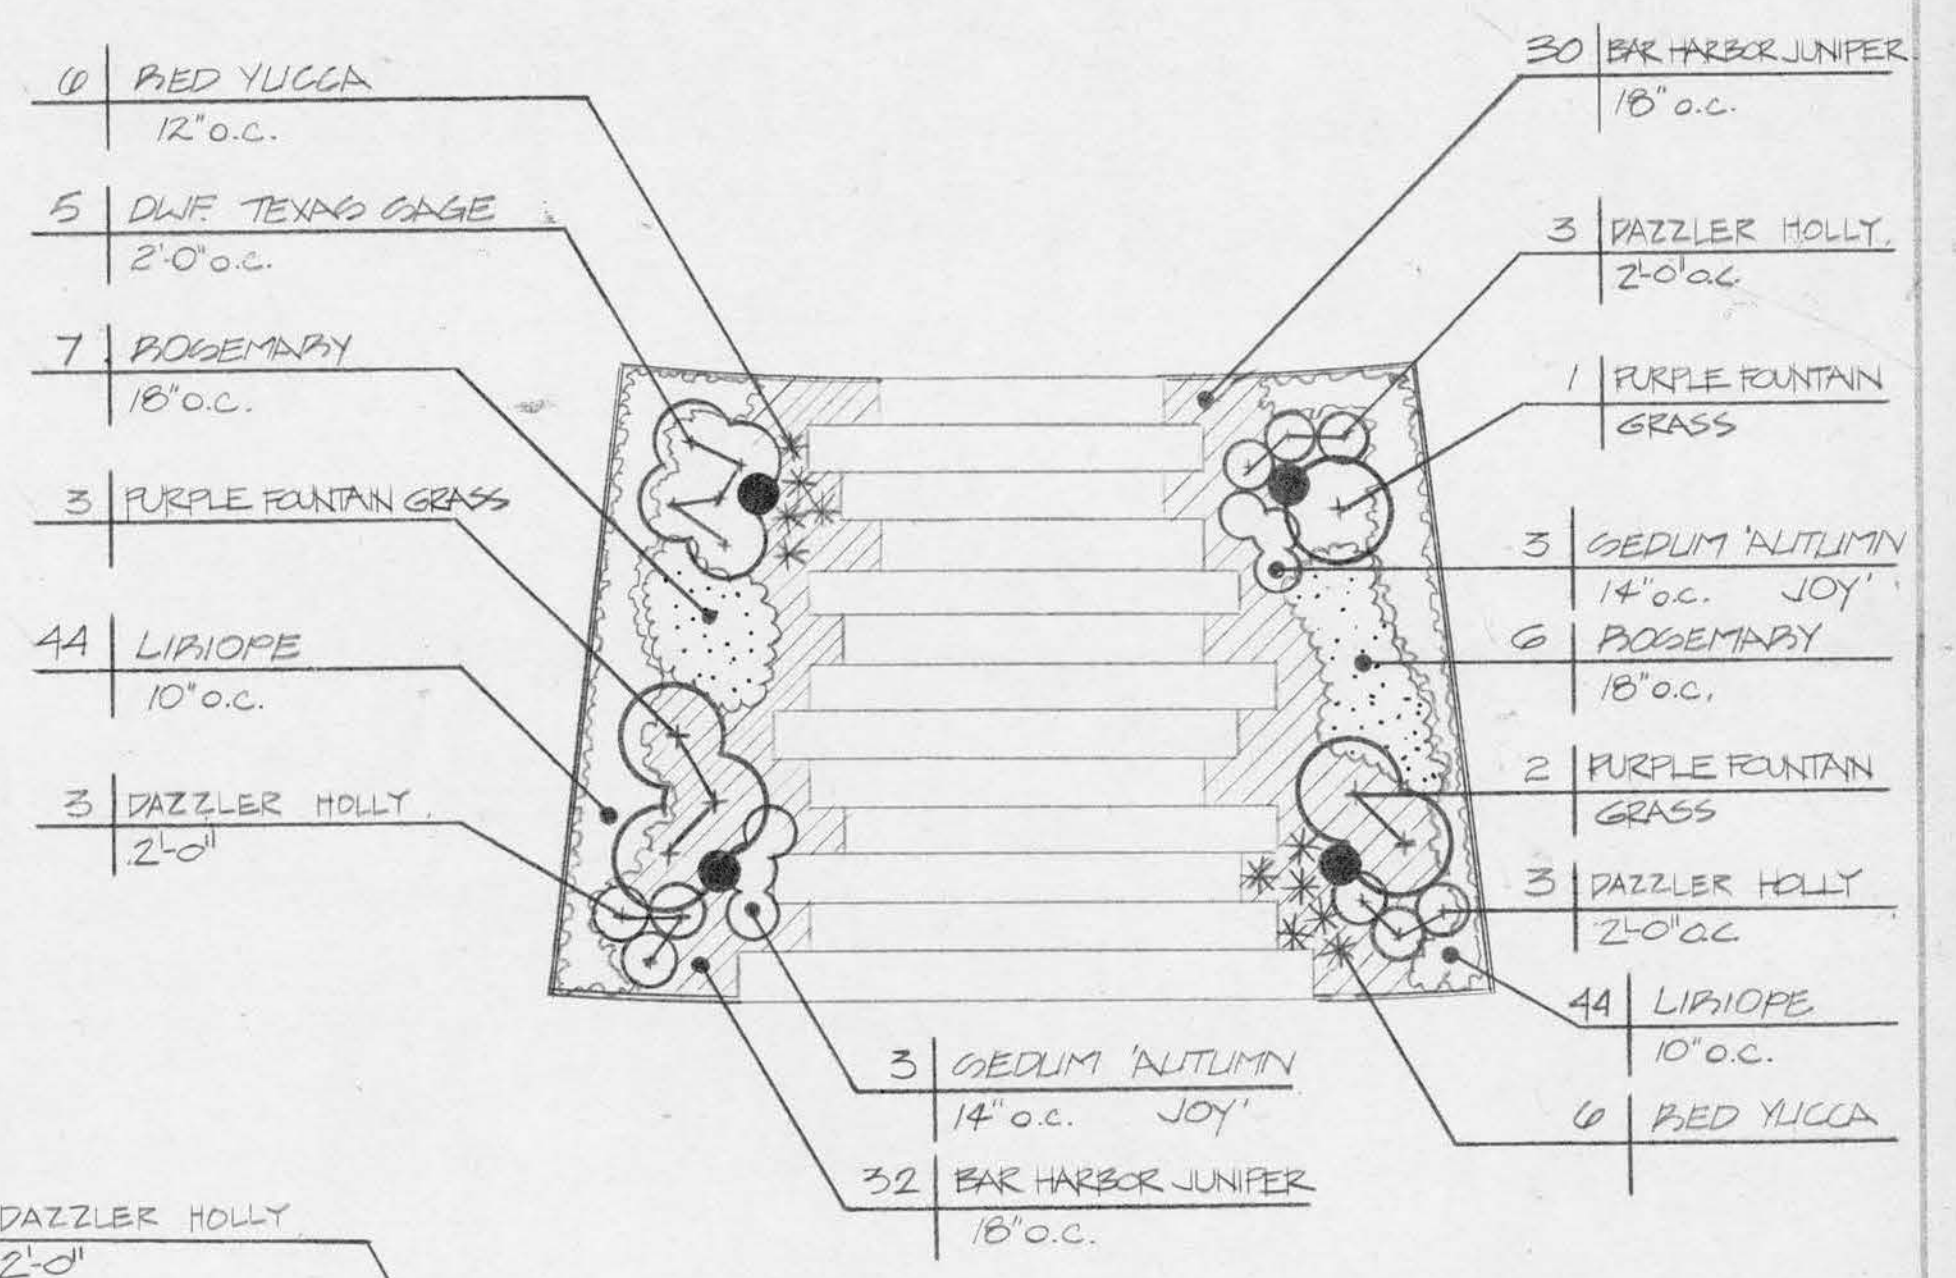 6 RED YUCCA
12" o.c.
5 DWF. TEXAS SAGE
2'-0" o.c.
7 ROSEMARY
18" o.c.
3 PURPLE FOUNTAIN GRASS
44 LIRIOPE
10" o.c.
3 DAZZLER HOLLY
2'-0"
DAZZLER HOLLY
2'-0"
3 SEDUM 'AUTUMN
14" o.c. JOY'
32 BAR HARBOR JUNIPER
18" o.c.
30 BAR HARBOR JUNIPER
18" o.c.
3 DAZZLER HOLLY
2'-0" o.c.
1 PURPLE FOUNTAIN
GRASS
3 SEDUM 'AUTUMN
14" o.c. JOY'
6 ROSEMARY
18" o.c.
2 PURPLE FOUNTAIN
GRASS
3 DAZZLER HOLLY
2'-0" o.c.
44 LIRIOPE
10" o.c.
6 RED YUCCA